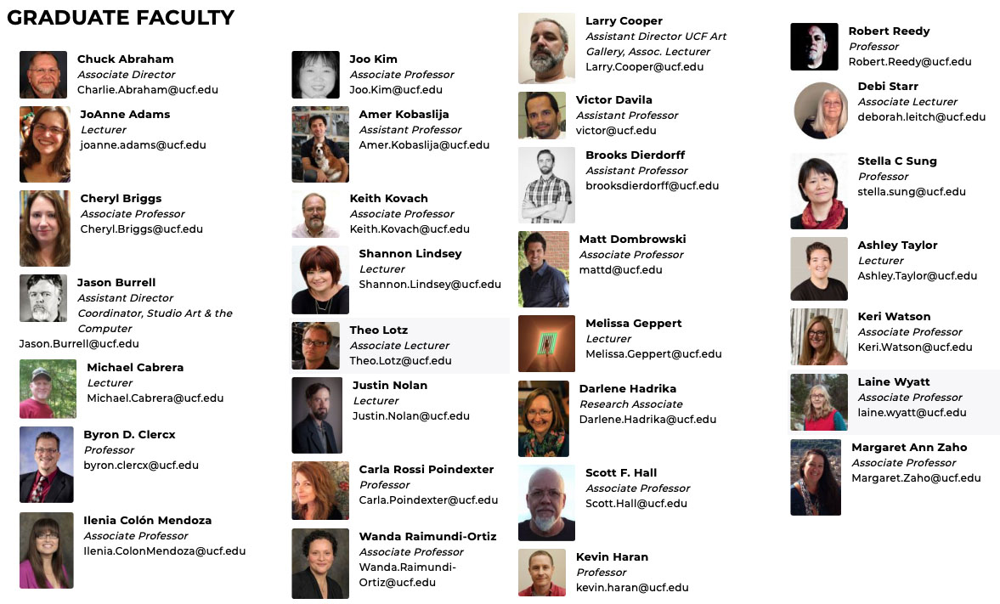 GRADUATE FACULTY
Chuck Abraham
Associate Director
Charlie.Abraham@ucf.edu
JoAnne Adams
Lecturer
joanne.adams@ucf.edu
Cheryl Briggs
Associate Professor
Cheryl.Briggs@ucf.edu
Jason Burrell
Assistant Director
Coordinator, Studio Art & the
Computer
Jason.Burrell@ucf.edu
Michael Cabrera
Lecturer
Michael.Cabrera@ucf.edu
Byron D. Clercx
Professor
byron.clercx@ucf.edu
Ilenia Colón Mendoza
Associate Professor
Ilenia.ColonMendoza@ucf.edu
Joo Kim
Associate Professor
Joo.Kim@ucf.edu
Amer Kobaslija
Assistant Professor
Amer.Kobaslija@ucf.edu
Keith Kovach
Associate Professor
Keith.Kovach@ucf.edu
Shannon Lindsey
Lecturer
Shannon.Lindsey@ucf.edu
Theo Lotz
Associate Lecturer
Theo.Lotz@ucf.edu
Justin Nolan
Lecturer
Justin.Nolan@ucf.edu
Carla Rossi Poindexter
Professor
Carla.Poindexter@ucf.edu
Wanda Raimundi-Ortiz
Associate Professor
Wanda.Raimundi-
Ortiz@ucf.edu
Larry Cooper
Assistant Director UCF Art
Gallery, Assoc. Lecturer
Larry.Cooper@ucf.edu
Victor Davila
Assistant Professor
victor@ucf.edu
Brooks Dierdorff
Assistant Professor
brooksdierdorff@ucf.edu
Matt Dombrowski
Associate Professor
mattd@ucf.edu
Melissa Geppert
Lecturer
Melissa.Geppert@ucf.edu
Darlene Hadrika
Research Associate
Darlene.Hadrika@ucf.edu
Scott F. Hall
Associate Professor
Scott.Hall@ucf.edu
Kevin Haran
Professor
kevin.haran@ucf.edu
Robert Reedy
Professor
Robert.Reedy@ucf.edu
Debi Starr
Associate Lecturer
deborah.leitch@ucf.edu
Stella C Sung
Professor
stella.sung@ucf.edu
Ashley Taylor
Lecturer
Ashley.Taylor@ucf.edu
Keri Watson
Associate Professor
Keri.Watson@ucf.edu
Laine Wyatt
Associate Professor
laine.wyatt@ucf.edu
Margaret Ann Zaho
Associate Professor
Margaret.Zaho@ucf.edu